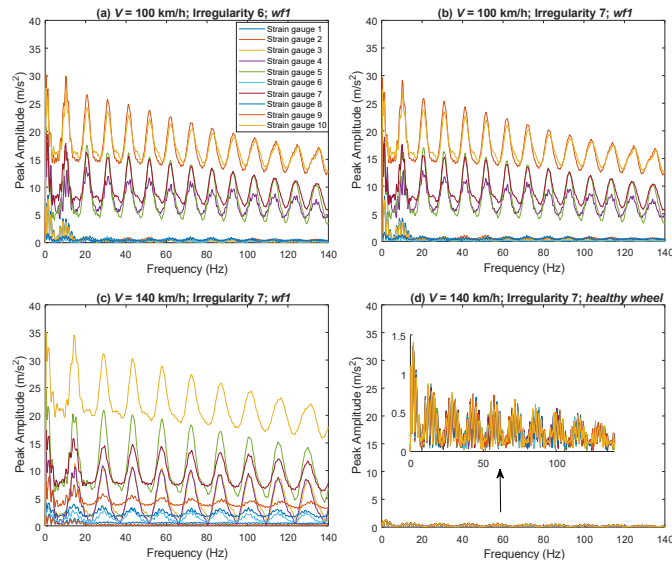 (a) V = 100 km/h; Irregularity 6; wf1
40
35
30
25
20
15
10
5
0
Peak Amplitude (m/s²)
Strain gauge 1
Strain gauge 2
Strain gauge 3
Strain gauge 4
Strain gauge 5
Strain gauge 6
Strain gauge 7
Strain gauge 8
Strain gauge 9
Strain gauge 10
0 20 40 60 80 100 120 140
Frequency (Hz)
(b) V = 100 km/h; Irregularity 7; wf1
40
35
30
25
20
15
10
5
0
Peak Amplitude (m/s²)
0 20 40 60 80 100 120 140
Frequency (Hz)
(c) V = 140 km/h; Irregularity 7; wf1
40
35
30
25
20
15
10
5
0
Peak Amplitude (m/s²)
0 20 40 60 80 100 120 140
Frequency (Hz)
(d) V = 140 km/h; Irregularity 7; healthy wheel
40
35
30
25
20
15
10
5
0
Peak Amplitude (m/s²)
1.5
1
0.5
0
0 50 100
0 20 40 60 80 100 120 140
Frequency (Hz)